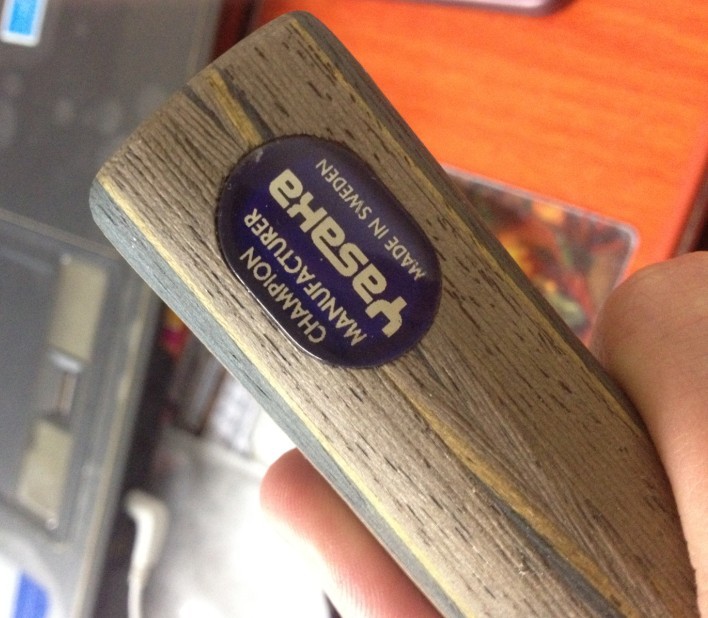 CHAMPION
MANUFACTURER
Yasaka
MADE IN SWEDEN